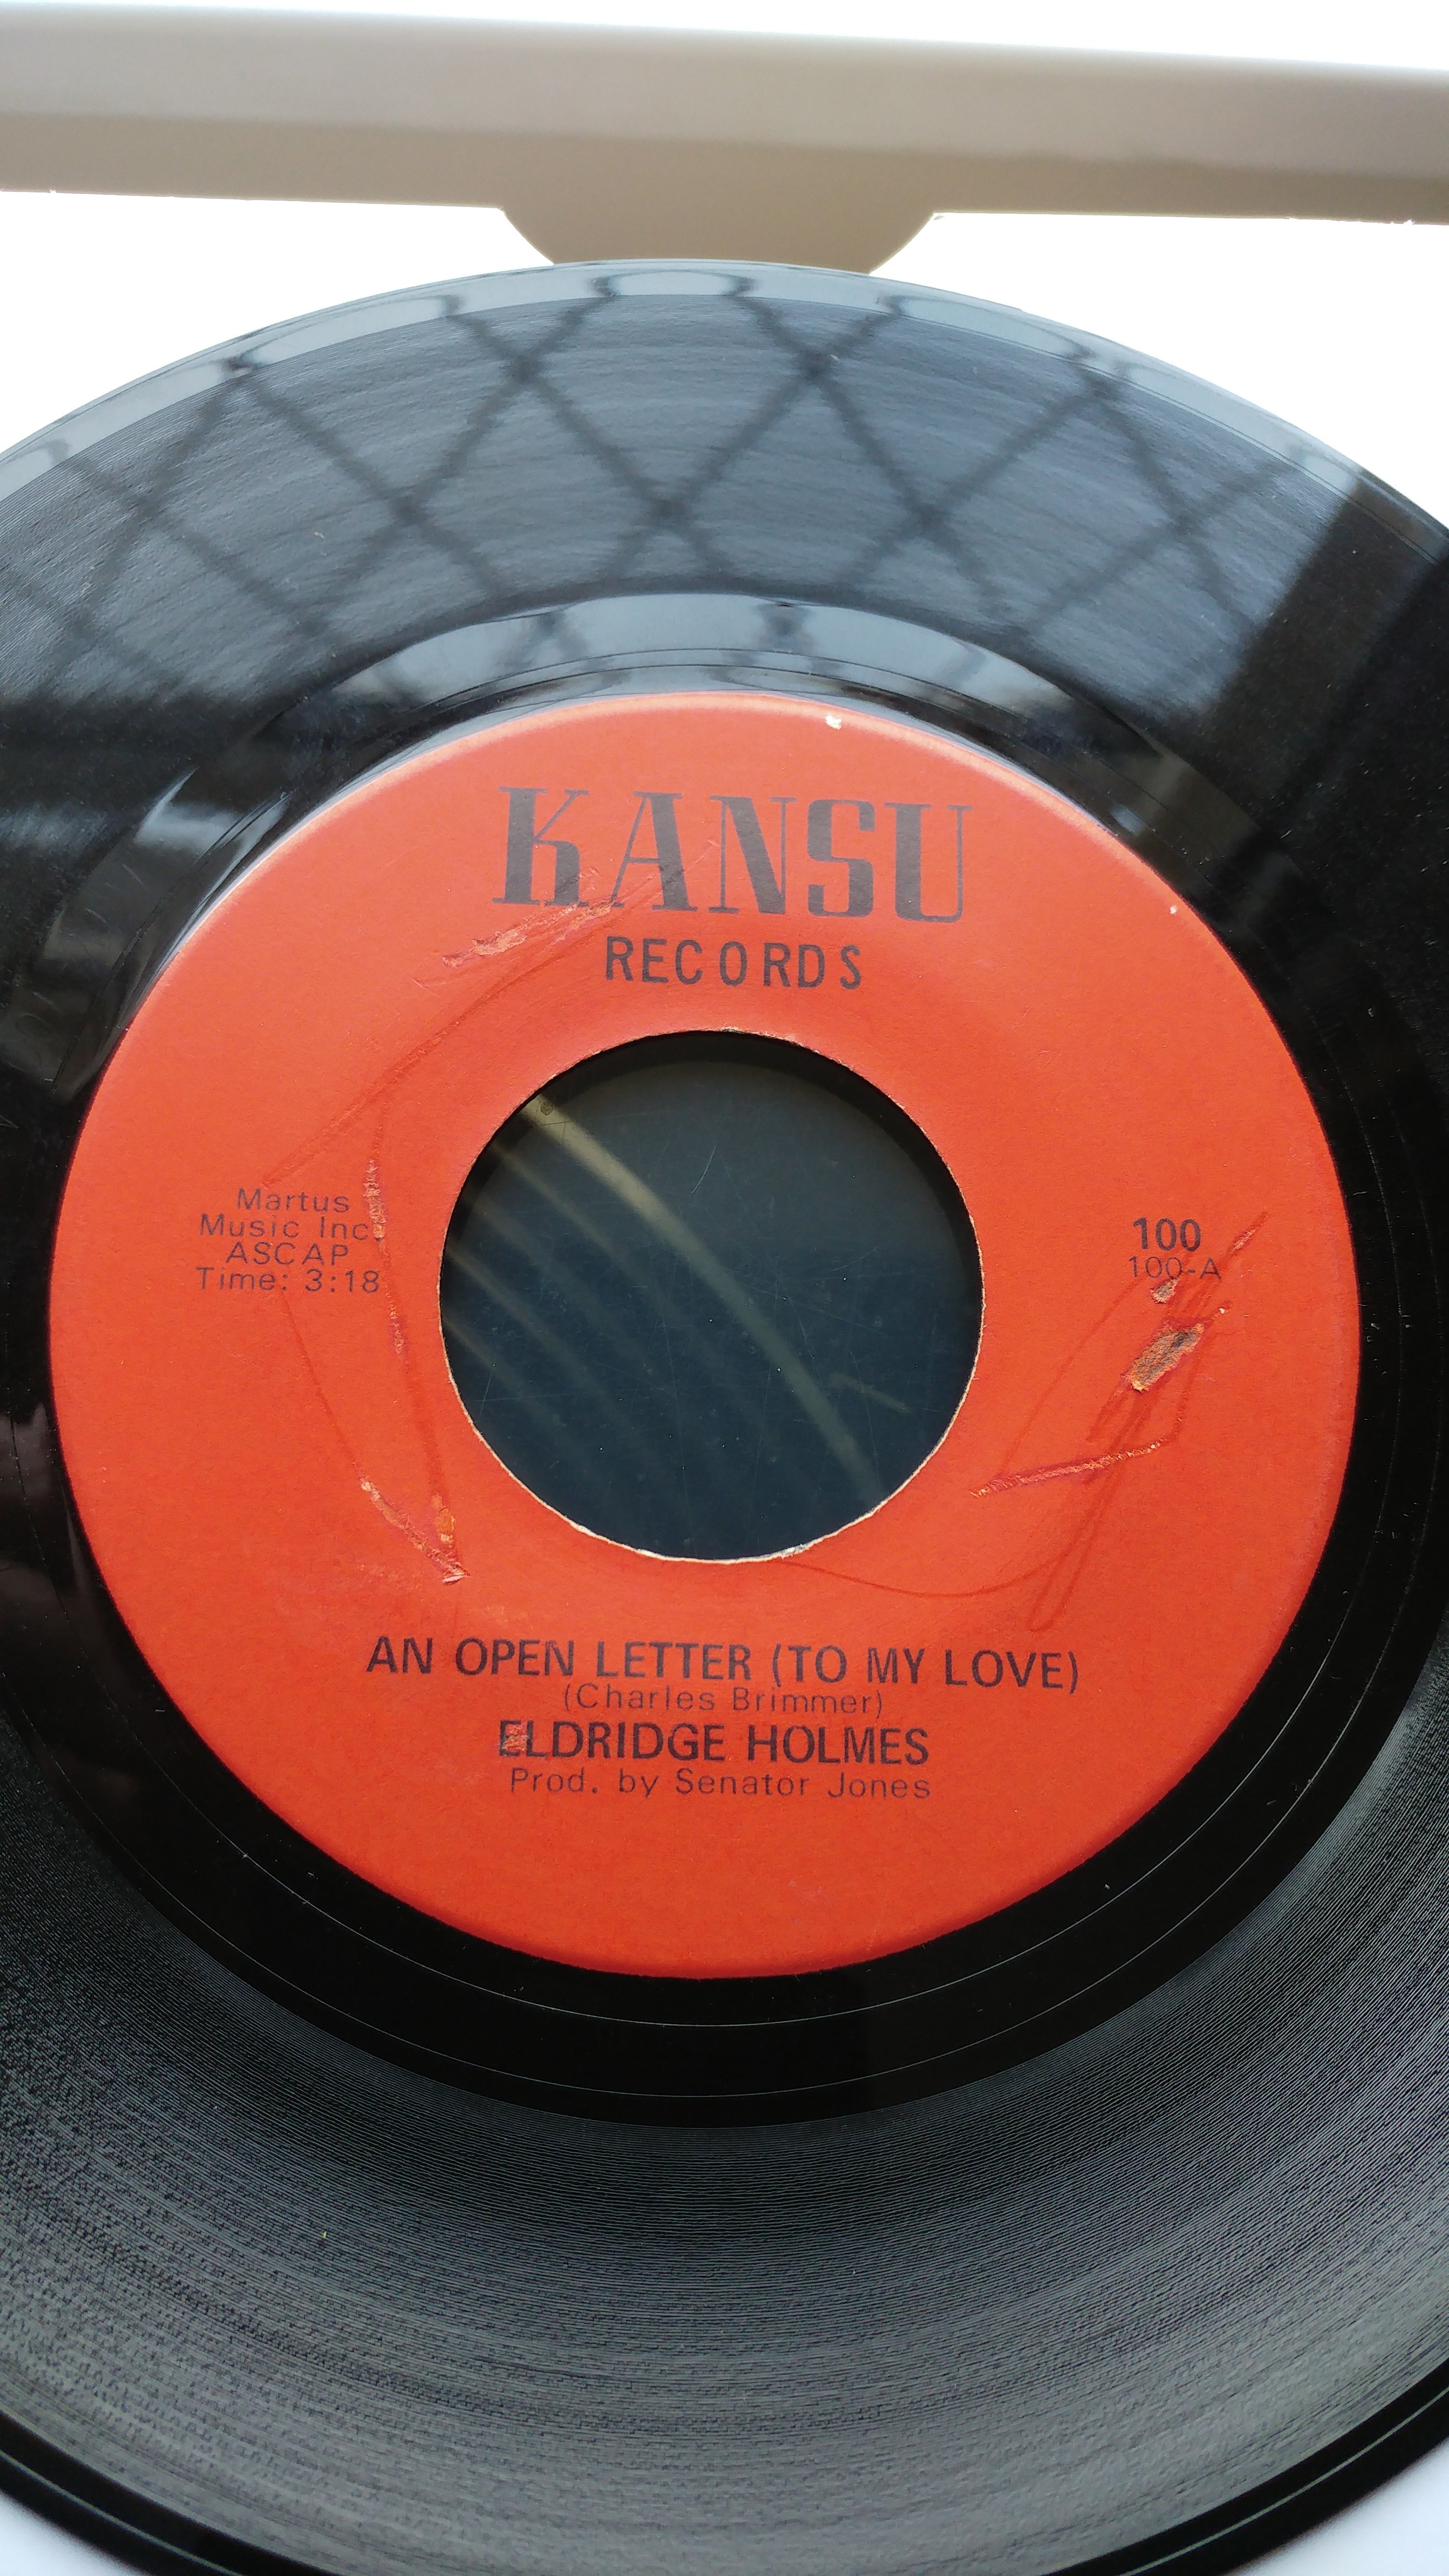 KANSU
RECORDS
Martus
Music Inc.
ASCAP
Time: 3:18
100
100-A
AN OPEN LETTER (TO MY LOVE)
(Charles Brimmer)
ELDRIDGE HOLMES
Prod. by Senator Jones